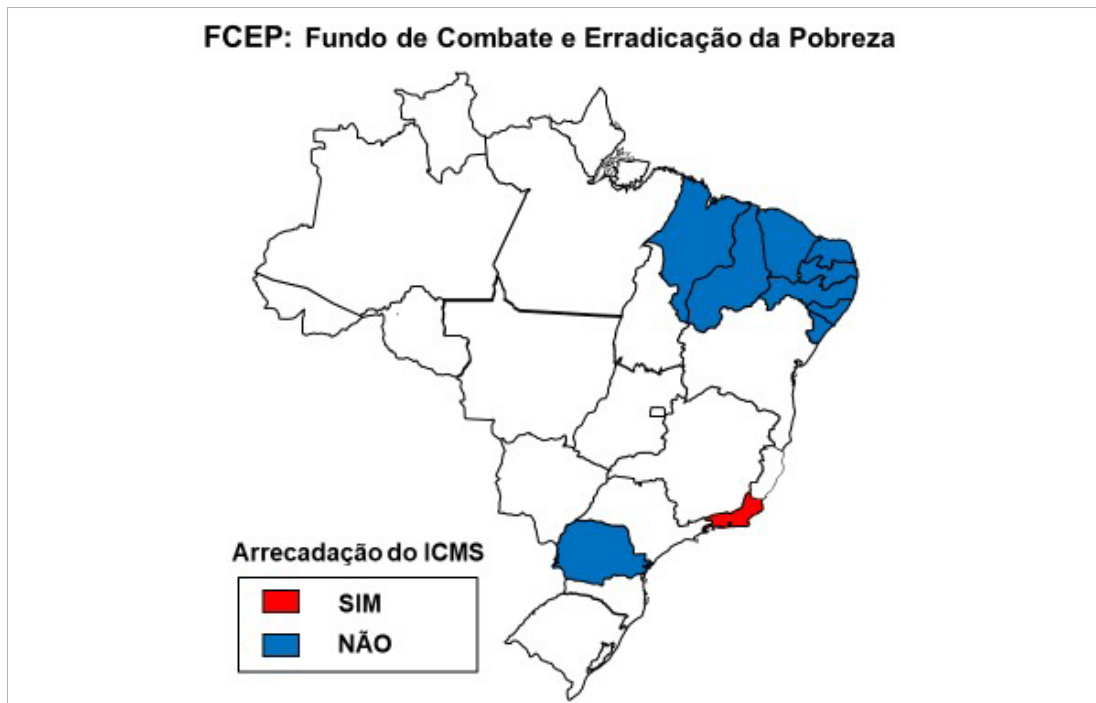 FCEP: Fundo de Combate e Erradicação da Pobreza
Arrecadação do ICMS
SIM
NÃO